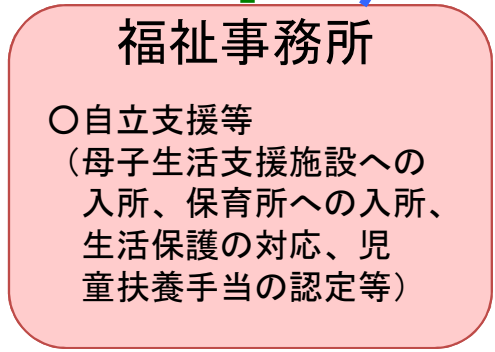 福祉事務所
○自立支援等
（母子生活支援施設への
入所、保育所への入所、
生活保護の対応、児
童扶養手当の認定等）